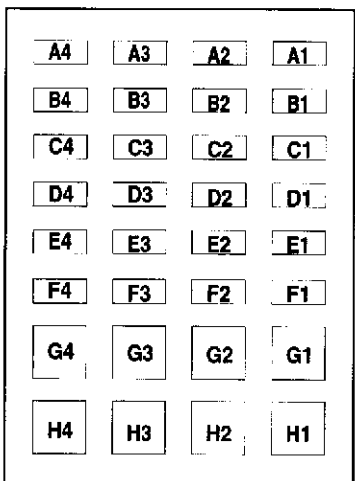 A4 A3 A2 A1
B4 B3 B2 B1
C4 C3 C2 C1
D4 D3 D2 D1
E4 E3 E2 E1
F4 F3 F2 F1
G4 G3 G2 G1
H4 H3 H2 H1